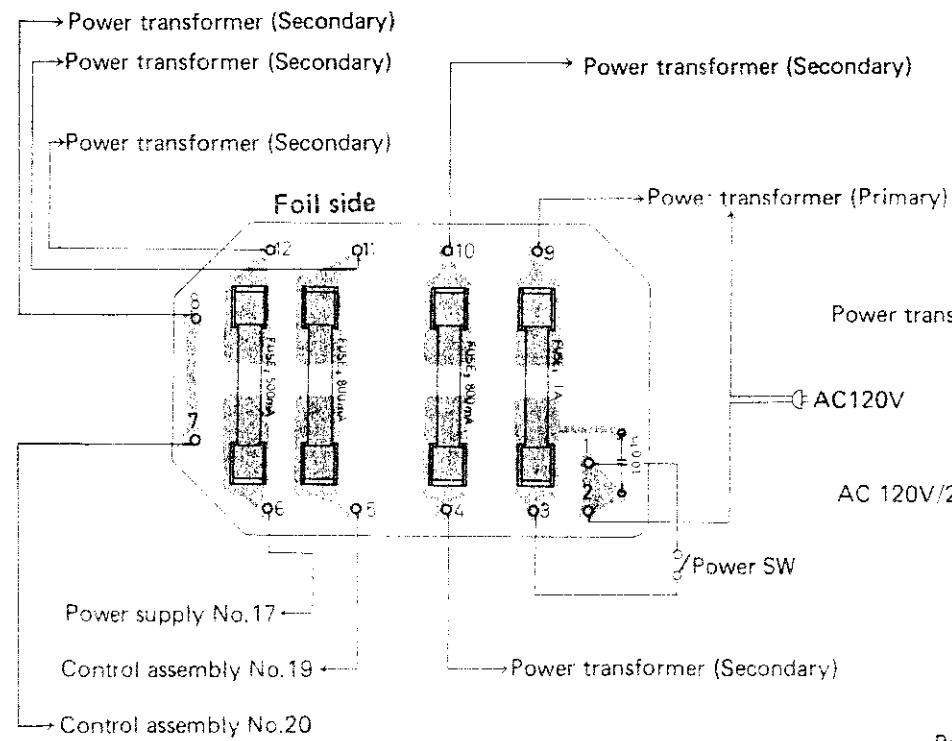 Power transformer (Secondary)
Power transformer (Secondary)
Power transformer (Secondary)
Power transformer (Secondary)
Power transformer (Primary)
Foil side
12
11
10
9
8
7
FUSE, 500mA
FUSE, 800mA
FUSE, 800mA
FUSE, 1A
Power trans
AC120V
1
2
AC 120V/2
6
5
4
3
Power SW
Power supply No.17
Control assembly No.19
Power transformer (Secondary)
Control assembly No.20